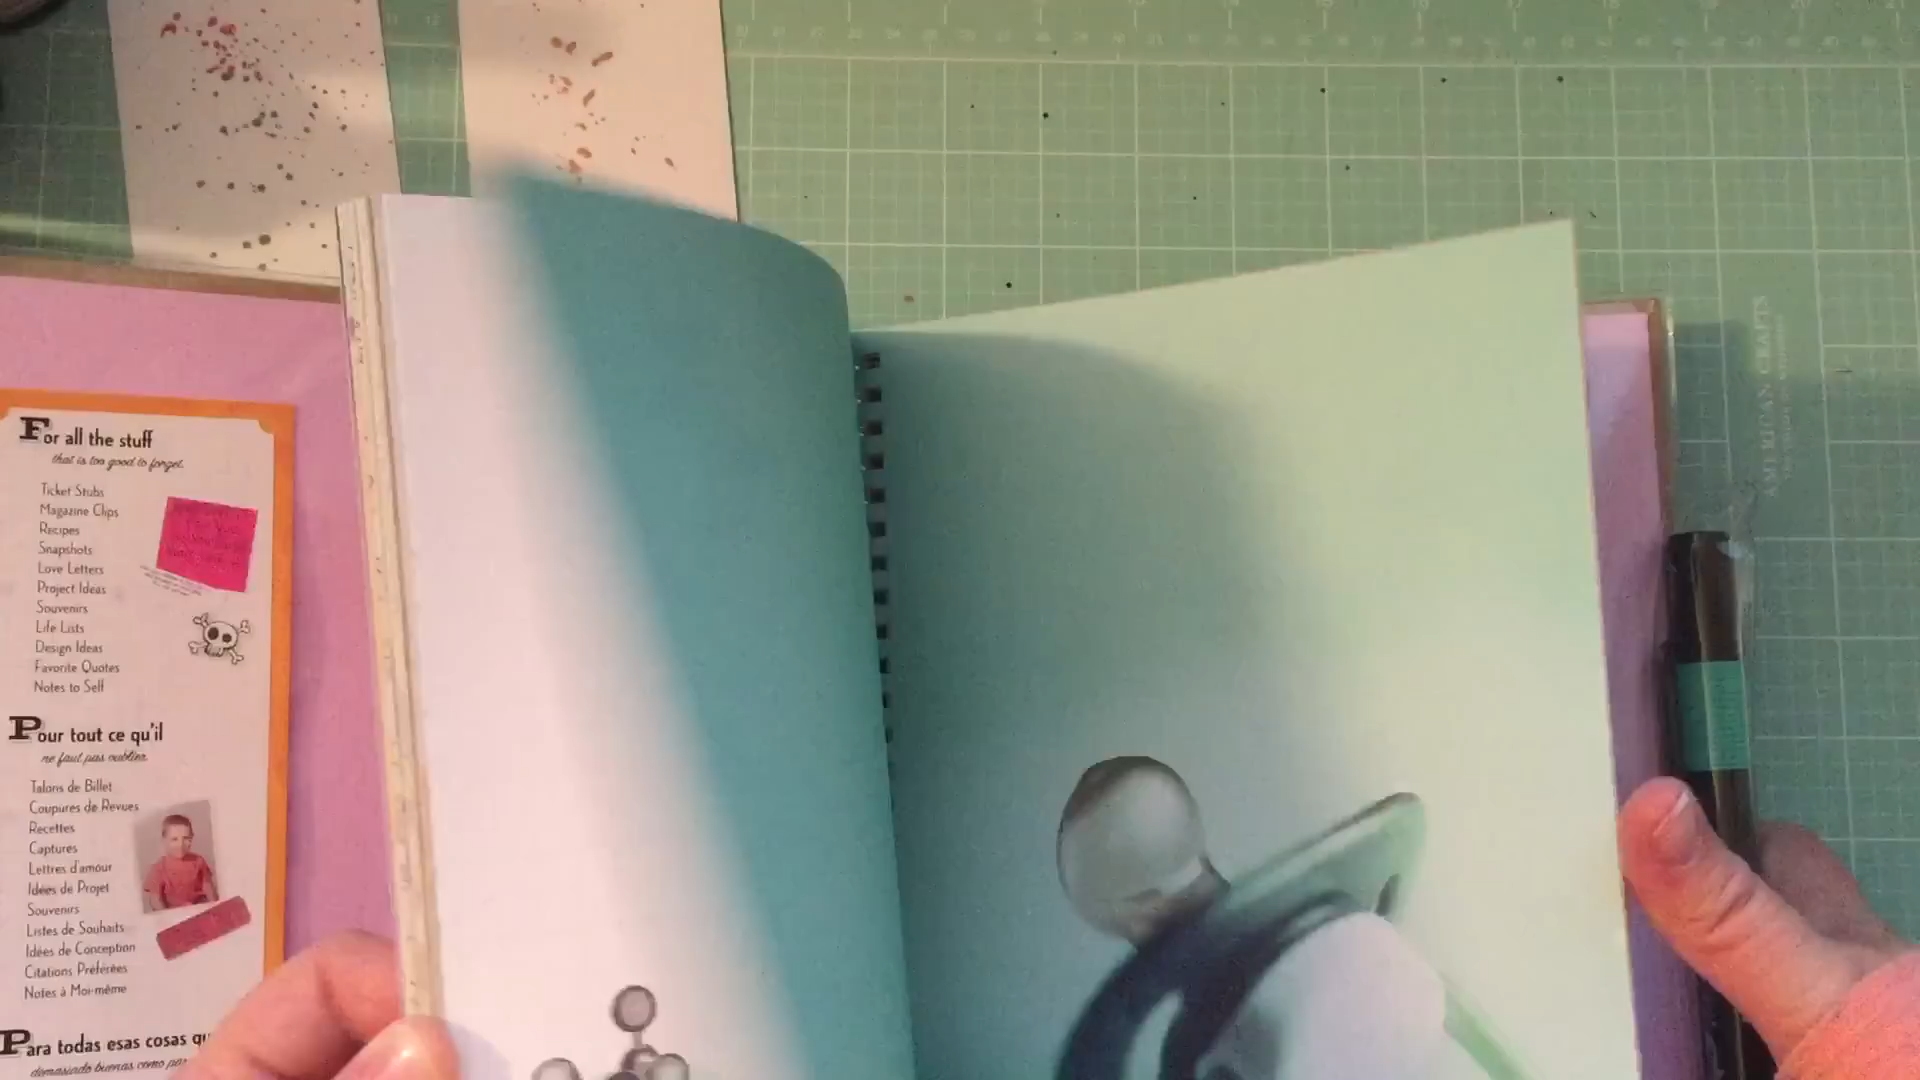 For all the stuff
that is too good to forget.
Ticket Stubs
Magazine Clips
Recipes
Snapshots
Love Letters
Project Ideas
Souvenirs
Life Lists
Design Ideas
Favorite Quotes
Notes to Self
Pour tout ce qu'il
ne faut pas oublier.
Talons de Billet
Coupures de Revues
Recettes
Captures
Lettres d'amour
Idées de Projet
Souvenirs
Listes de Souhaits
Idées de Conception
Citations Préférées
Notes à Moi-même
Para todas esas cosas
demasiado buenas como
AMERICAN CRAFTS